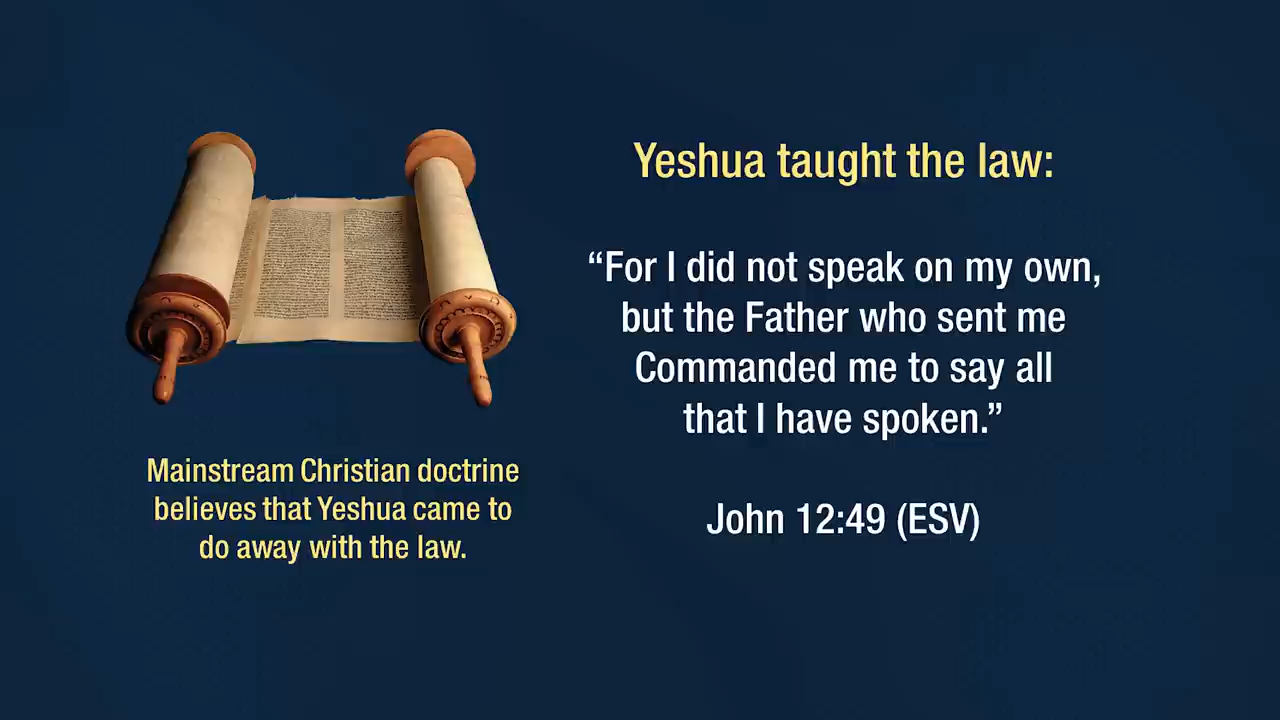 Yeshua taught the law:
“For I did not speak on my own,
but the Father who sent me
Commanded me to say all
that I have spoken.”
John 12:49 (ESV)
Mainstream Christian doctrine
believes that Yeshua came to
do away with the law.